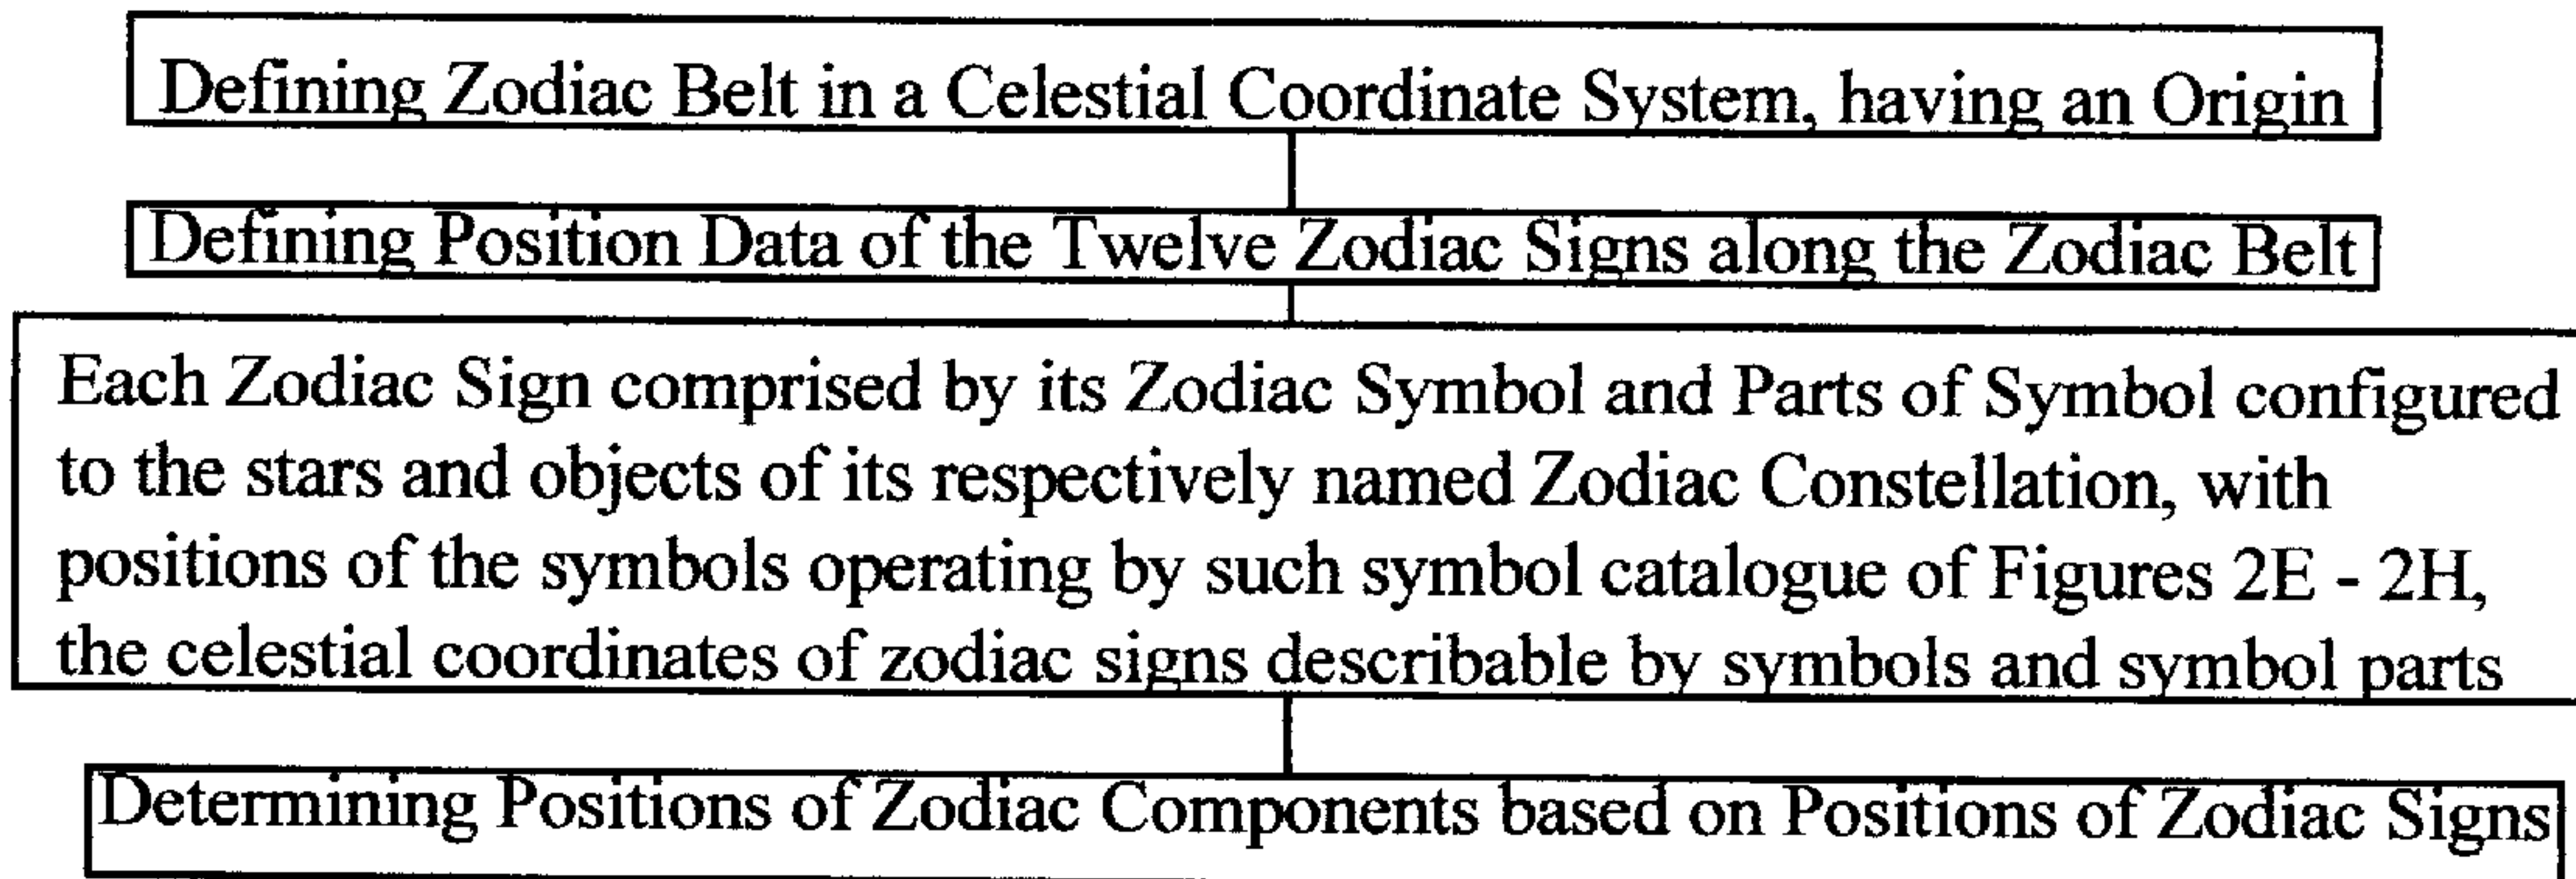 Defining Zodiac Belt in a Celestial Coordinate System, having an Origin
Defining Position Data of the Twelve Zodiac Signs along the Zodiac Belt
Each Zodiac Sign comprised by its Zodiac Symbol and Parts of Symbol configured
to the stars and objects of its respectively named Zodiac Constellation, with
positions of the symbols operating by such symbol catalogue of Figures 2E - 2H,
the celestial coordinates of zodiac signs describable by symbols and symbol parts
Determining Positions of Zodiac Components based on Positions of Zodiac Signs